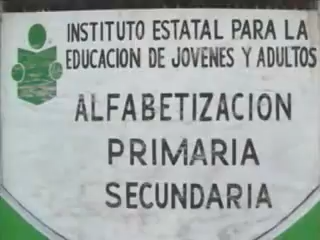 INSTITUTO ESTATAL PARA LA
EDUCACION DE JOVENES Y ADULTOS
ALFABETIZACION
PRIMARIA
SECUNDARIA